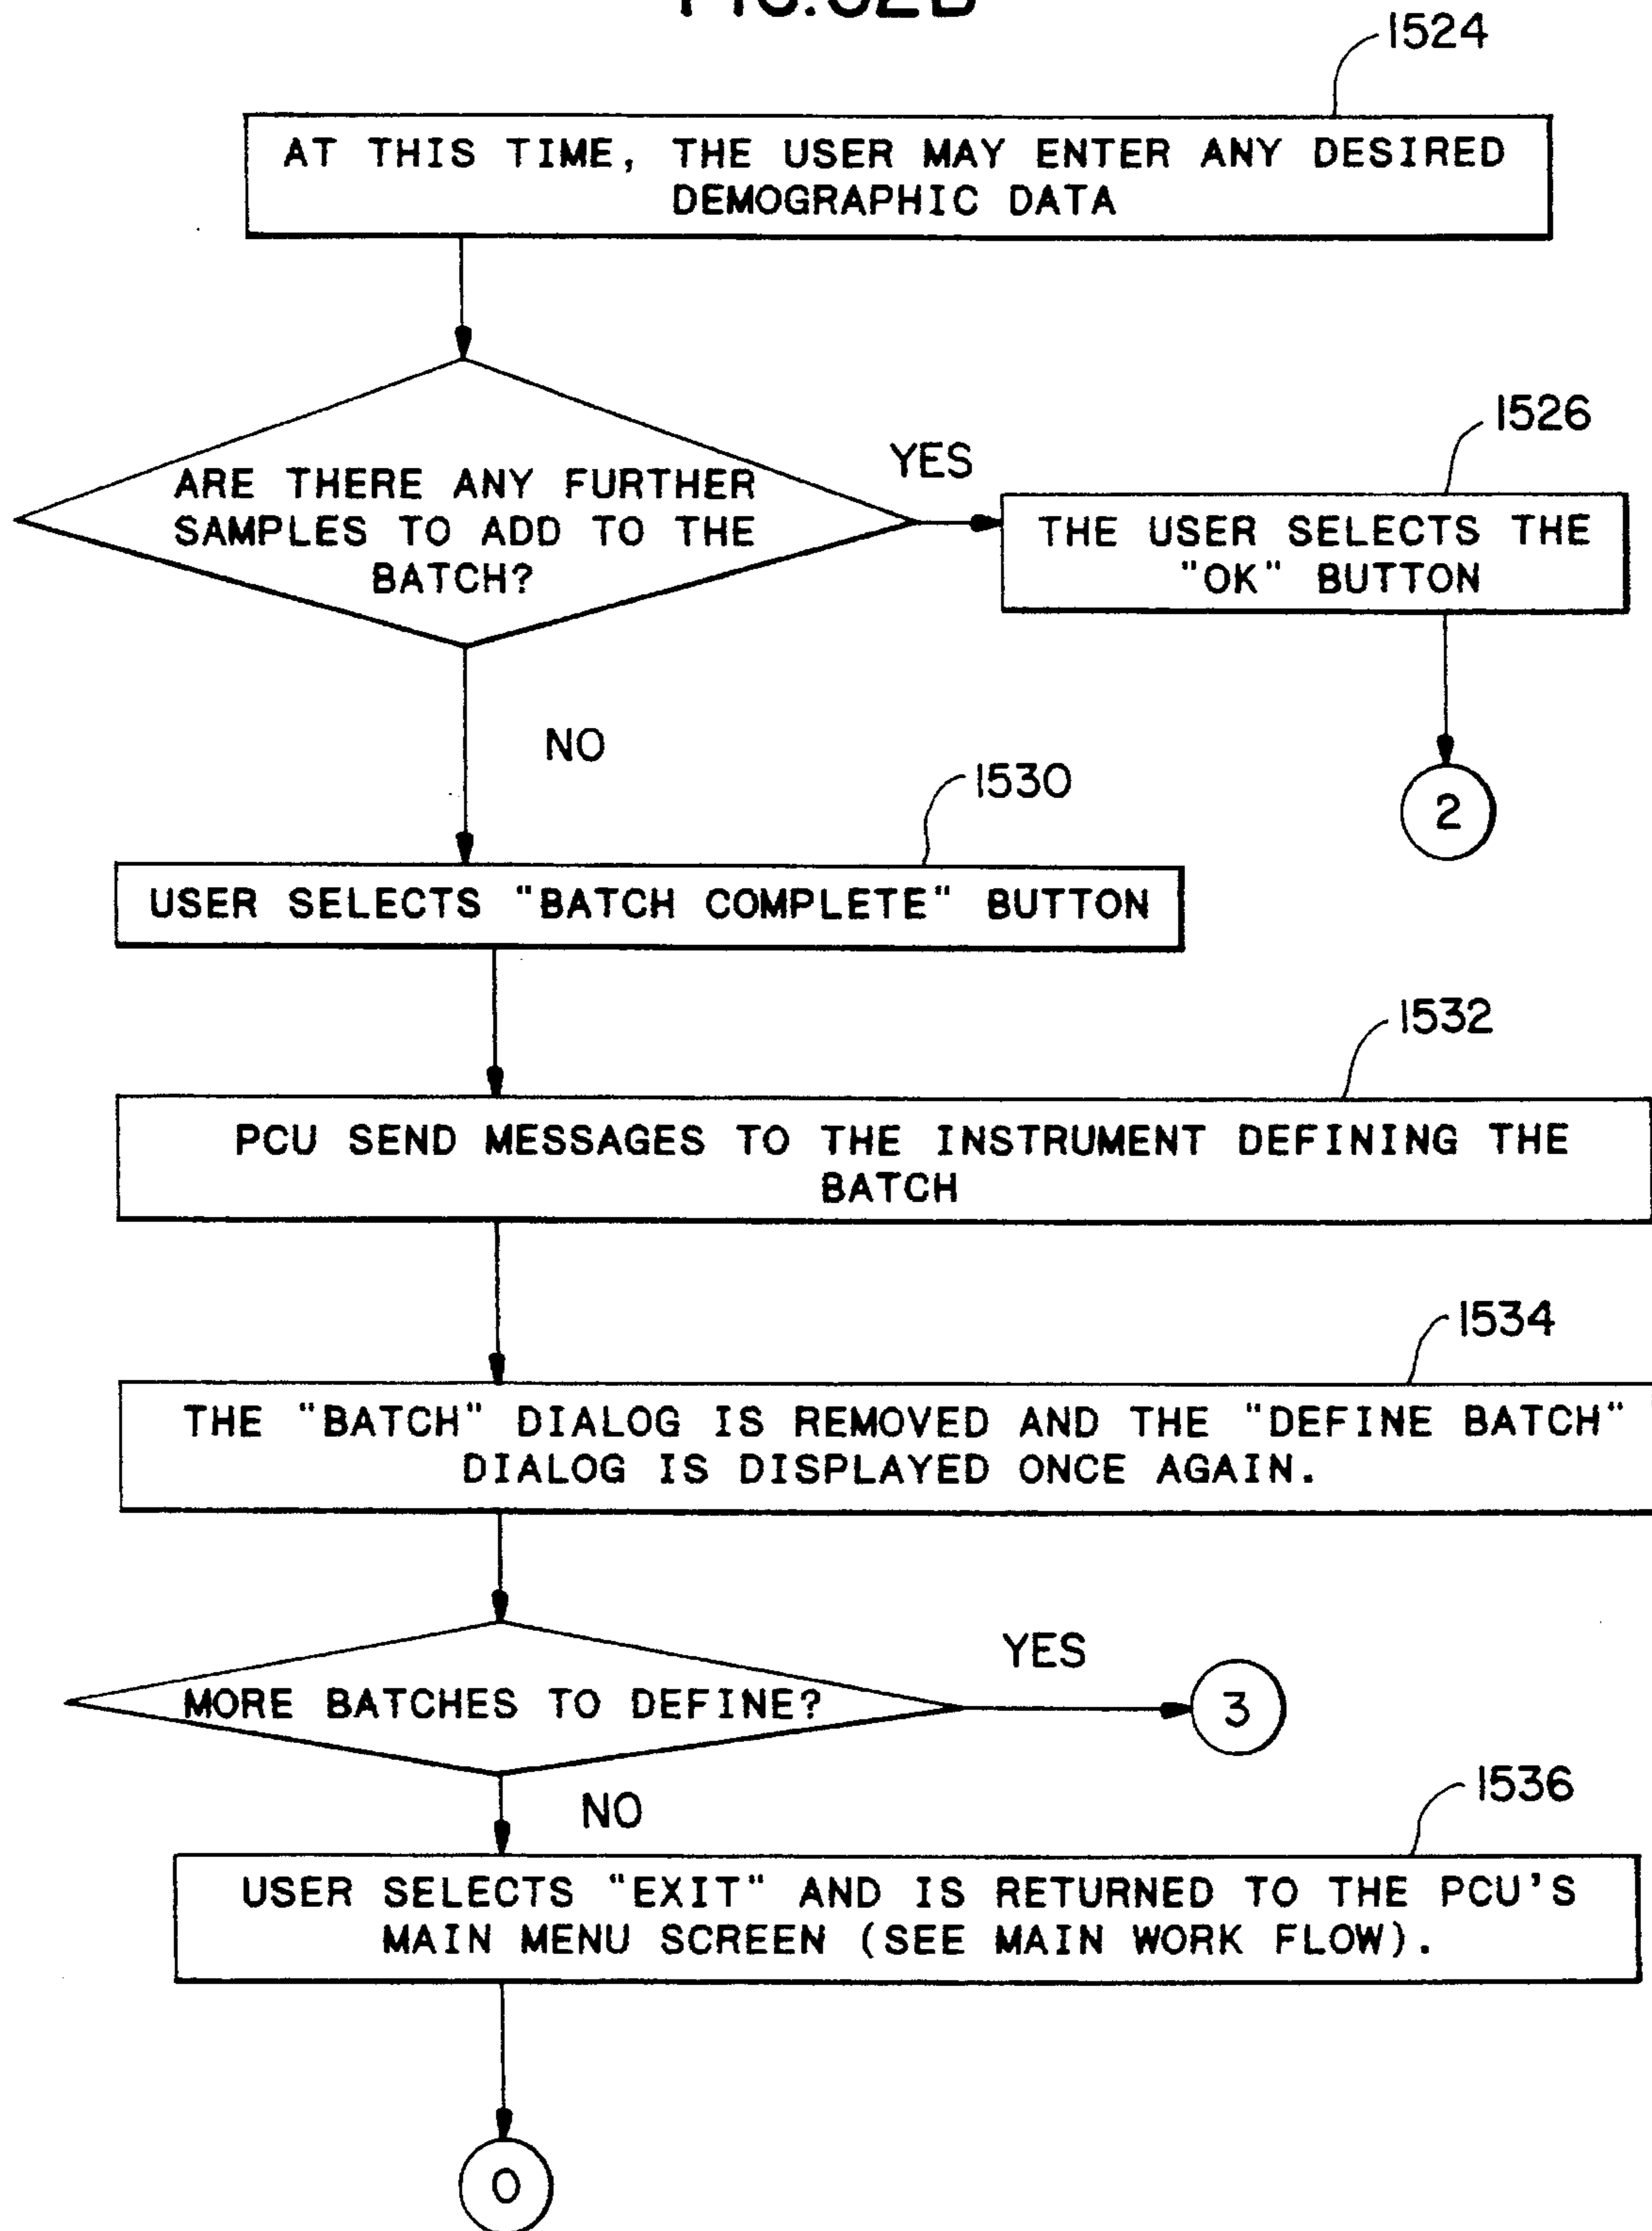 1524
AT THIS TIME, THE USER MAY ENTER ANY DESIRED
DEMOGRAPHIC DATA
ARE THERE ANY FURTHER
SAMPLES TO ADD TO THE
BATCH?
YES
1526
THE USER SELECTS THE
"OK" BUTTON
2
NO
1530
USER SELECTS "BATCH COMPLETE" BUTTON
1532
PCU SEND MESSAGES TO THE INSTRUMENT DEFINING THE
BATCH
1534
THE "BATCH" DIALOG IS REMOVED AND THE "DEFINE BATCH"
DIALOG IS DISPLAYED ONCE AGAIN.
MORE BATCHES TO DEFINE?
YES
3
NO
1536
USER SELECTS "EXIT" AND IS RETURNED TO THE PCU'S
MAIN MENU SCREEN (SEE MAIN WORK FLOW).
0